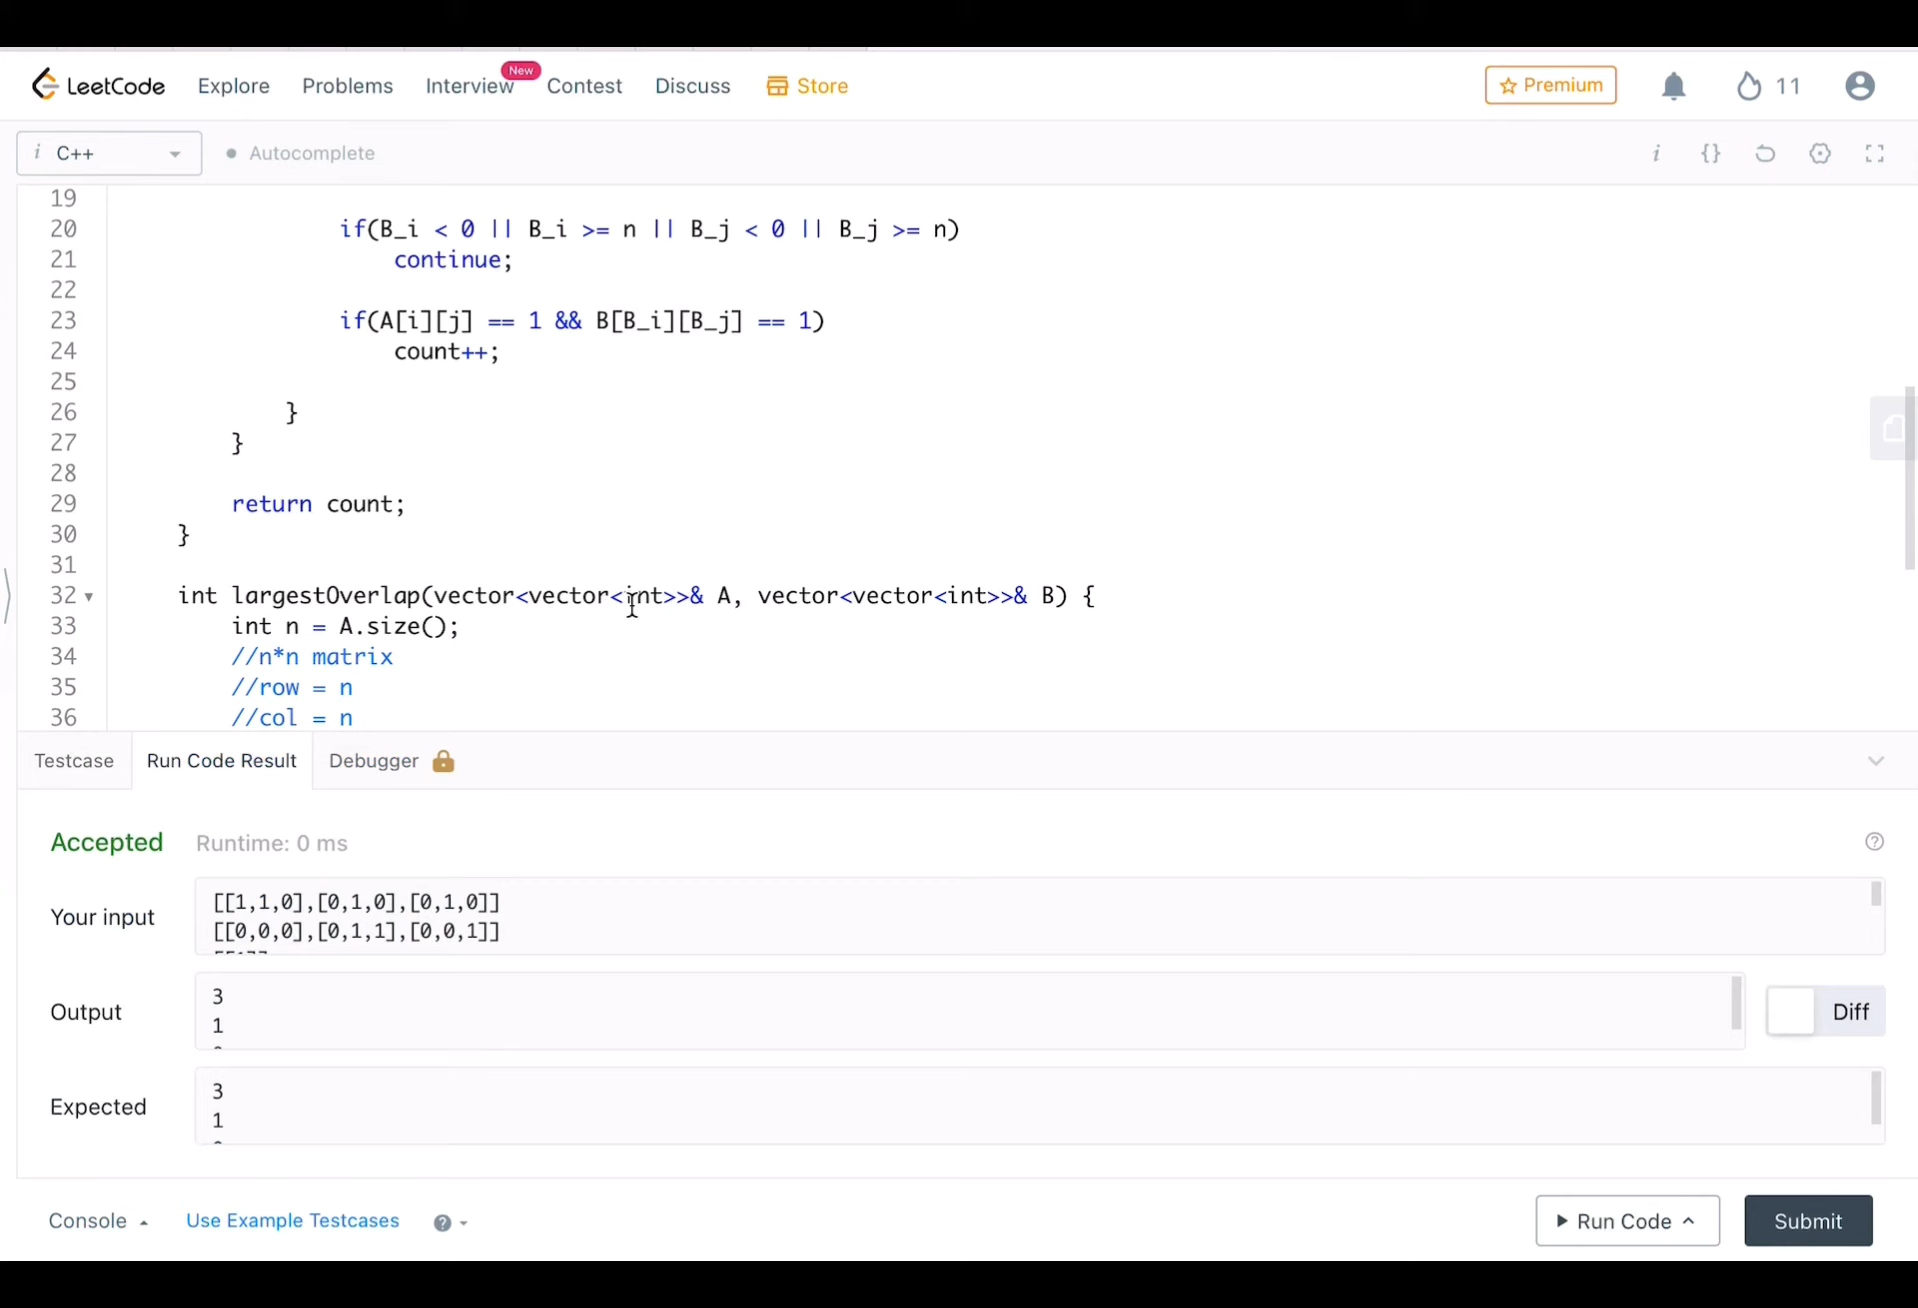 LeetCode Explore Problems Interview New Contest Discuss Store Premium 11
i C++ Autocomplete i {}
19
20 if(B_i < 0 || B_i >= n || B_j < 0 || B_j >= n)
21 continue;
22
23 if(A[i][j] == 1 && B[B_i][B_j] == 1)
24 count++;
25
26 }
27 }
28
29 return count;
30 }
31
32 int largestOverlap(vector<vector<int>>& A, vector<vector<int>>& B) {
33 int n = A.size();
34 //n*n matrix
35 //row = n
36 //col = n
Testcase Run Code Result Debugger
Accepted Runtime: 0 ms
Your input
[[1,1,0],[0,1,0],[0,1,0]]
[[0,0,0],[0,1,1],[0,0,1]]
Output
3
1
Diff
Expected
3
1
Console Use Example Testcases Run Code Submit